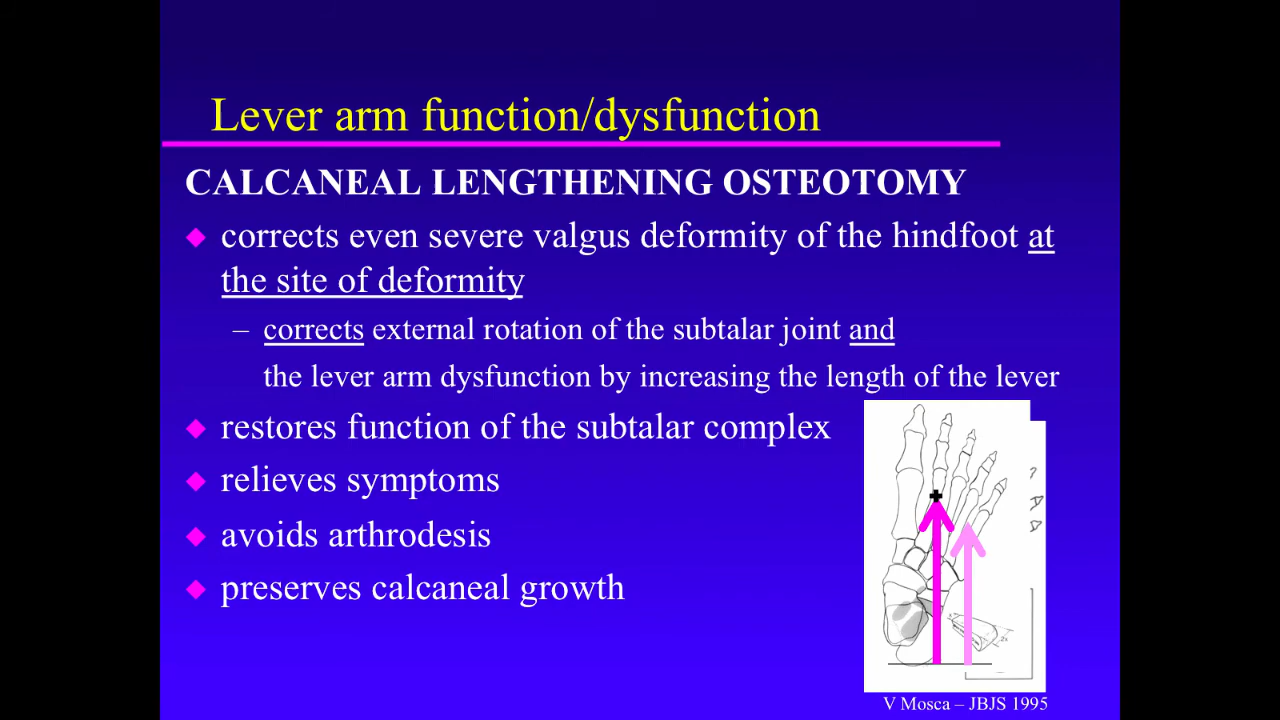 Lever arm function/dysfunction
CALCANEAL LENGTHENING OSTEOTOMY
corrects even severe valgus deformity of the hindfoot at
the site of deformity
– corrects external rotation of the subtalar joint and
the lever arm dysfunction by increasing the length of the lever
restores function of the subtalar complex
relieves symptoms
avoids arthrodesis
preserves calcaneal growth
V Mosca – JBJS 1995